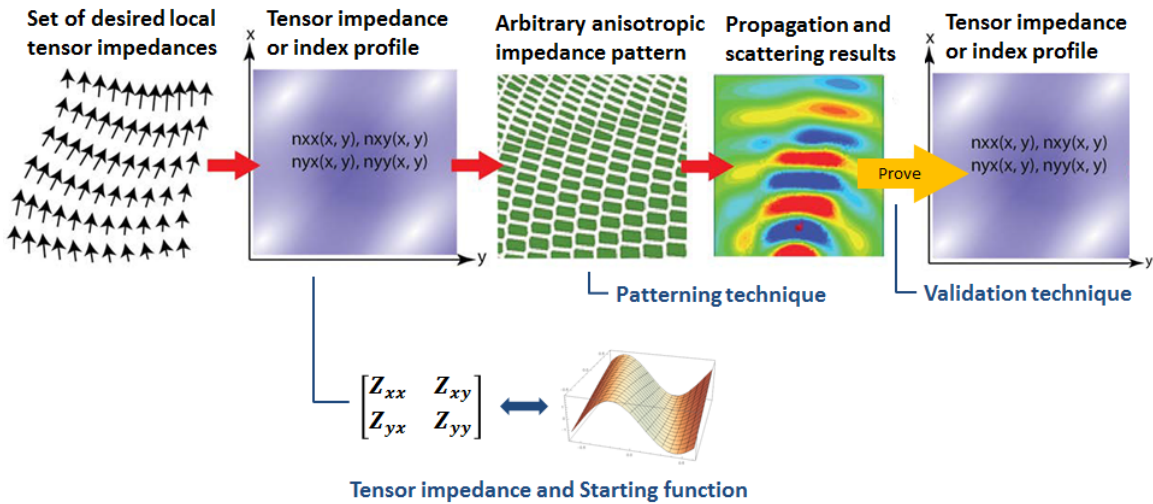 Set of desired local
tensor impedances
Tensor impedance
or index profile
Arbitrary anisotropic
impedance pattern
Propagation and
scattering results
Tensor impedance
or index profile
x
nxx(x, y), nxy(x, y)
nyx(x, y), nyy(x, y)
y
Prove
x
nxx(x, y), nxy(x, y)
nyx(x, y), nyy(x, y)
y
Patterning technique
Validation technique
Zxx Zxy
Zyx Zyy
Tensor impedance and Starting function